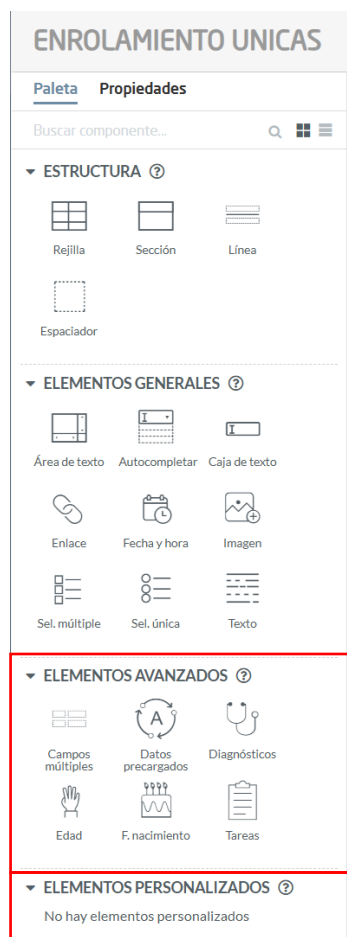 ENROLAMIENTO UNICAS
Paleta Propiedades
Buscar componente...
ESTRUCTURA
Rejilla Sección Línea
Espaciador
ELEMENTOS GENERALES
Área de texto Autocompletar Caja de texto
Enlace Fecha y hora Imagen
Sel. múltiple Sel. única Texto
ELEMENTOS AVANZADOS
Campos Datos Diagnósticos
múltiples precargados
Edad F. nacimiento Tareas
ELEMENTOS PERSONALIZADOS
No hay elementos personalizados